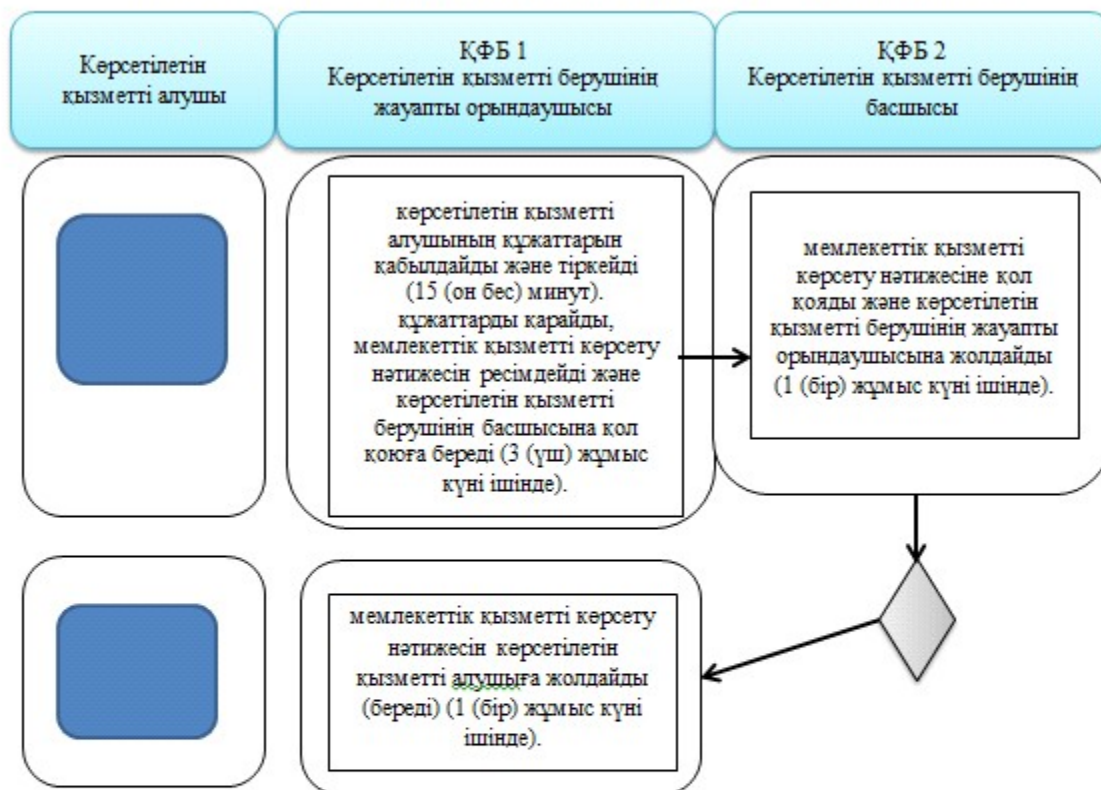 Көрсетілетін
қызметті алушы
ҚФБ 1
Көрсетілетін қызметті берушінің
жауапты орындаушысы
ҚФБ 2
Көрсетілетін қызметті берушінің
басшысы
көрсетілетін қызметті
алушының құжаттарын
қабылдайды және тіркейді
(15 (он бес) минут).
құжаттарды қарайды,
мемлекеттік қызметті көрсету
нәтижесін ресімдейді және
көрсетілетін қызметті
берушінің басшысына қол
қоюға береді (3 (үш) жұмыс
күні ішінде).
мемлекеттік қызметті
көрсету нәтижесіне қол
қояды және көрсетілетін
қызметті берушінің жауапты
орындаушысына жолдайды
(1 (бір) жұмыс күні ішінде).
мемлекеттік қызметті көрсету
нәтижесін көрсетілетін
қызметті алушыға жолдайды
(береді) (1 (бір) жұмыс күні
ішінде).